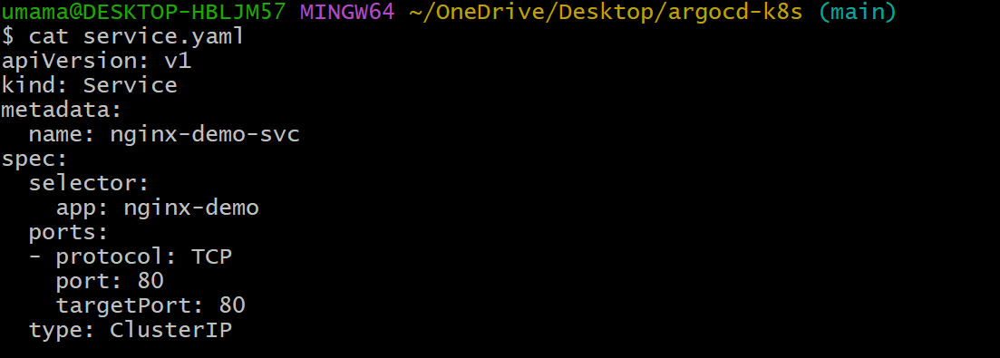 umama@DESKTOP-HBLJM57 MINGW64 ~/OneDrive/Desktop/argocd-k8s (main)
$ cat service.yaml
apiVersion: v1
kind: Service
metadata:
  name: nginx-demo-svc
spec:
  selector:
    app: nginx-demo
  ports:
  - protocol: TCP
    port: 80
    targetPort: 80
  type: ClusterIP